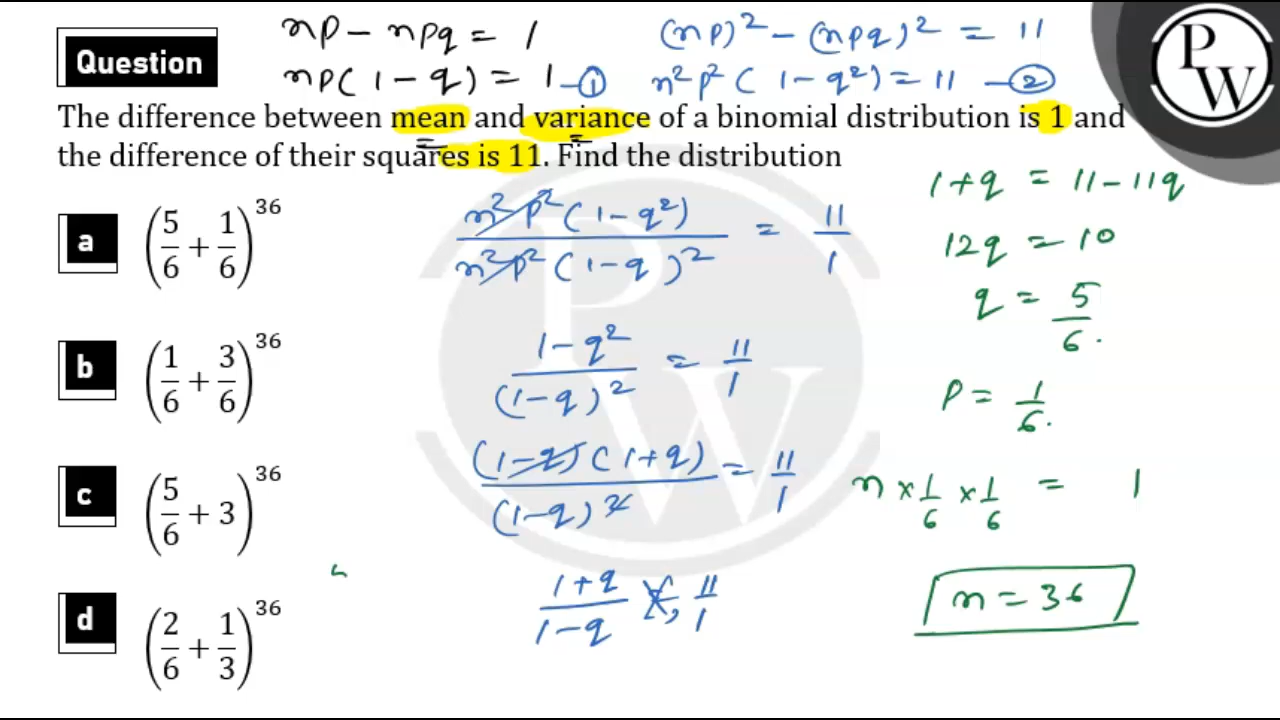 Question
np - npq = 1
np(1 - q) = 1 -①
(np)² - (npq)² = 11
n²p²(1 - q²) = 11 -②
The difference between mean and variance of a binomial distribution is 1 and
the difference of their squares is 11. Find the distribution
a (5/6 + 1/6)^36
b (1/6 + 3/6)^36
c (5/6 + 3)^36
d (2/6 + 1/3)^36
n²p²(1 - q²) / n²p²(1 - q)² = 11/1
1 - q² / (1 - q)² = 11/1
(1 - q)(1 + q) / (1 - q)² = 11/1
1 + q / 1 - q = 11/1
1 + q = 11 - 11q
12q = 10
q = 5/6.
p = 1/6.
n × 1/6 × 1/6 = 1
n = 36
PW
PW